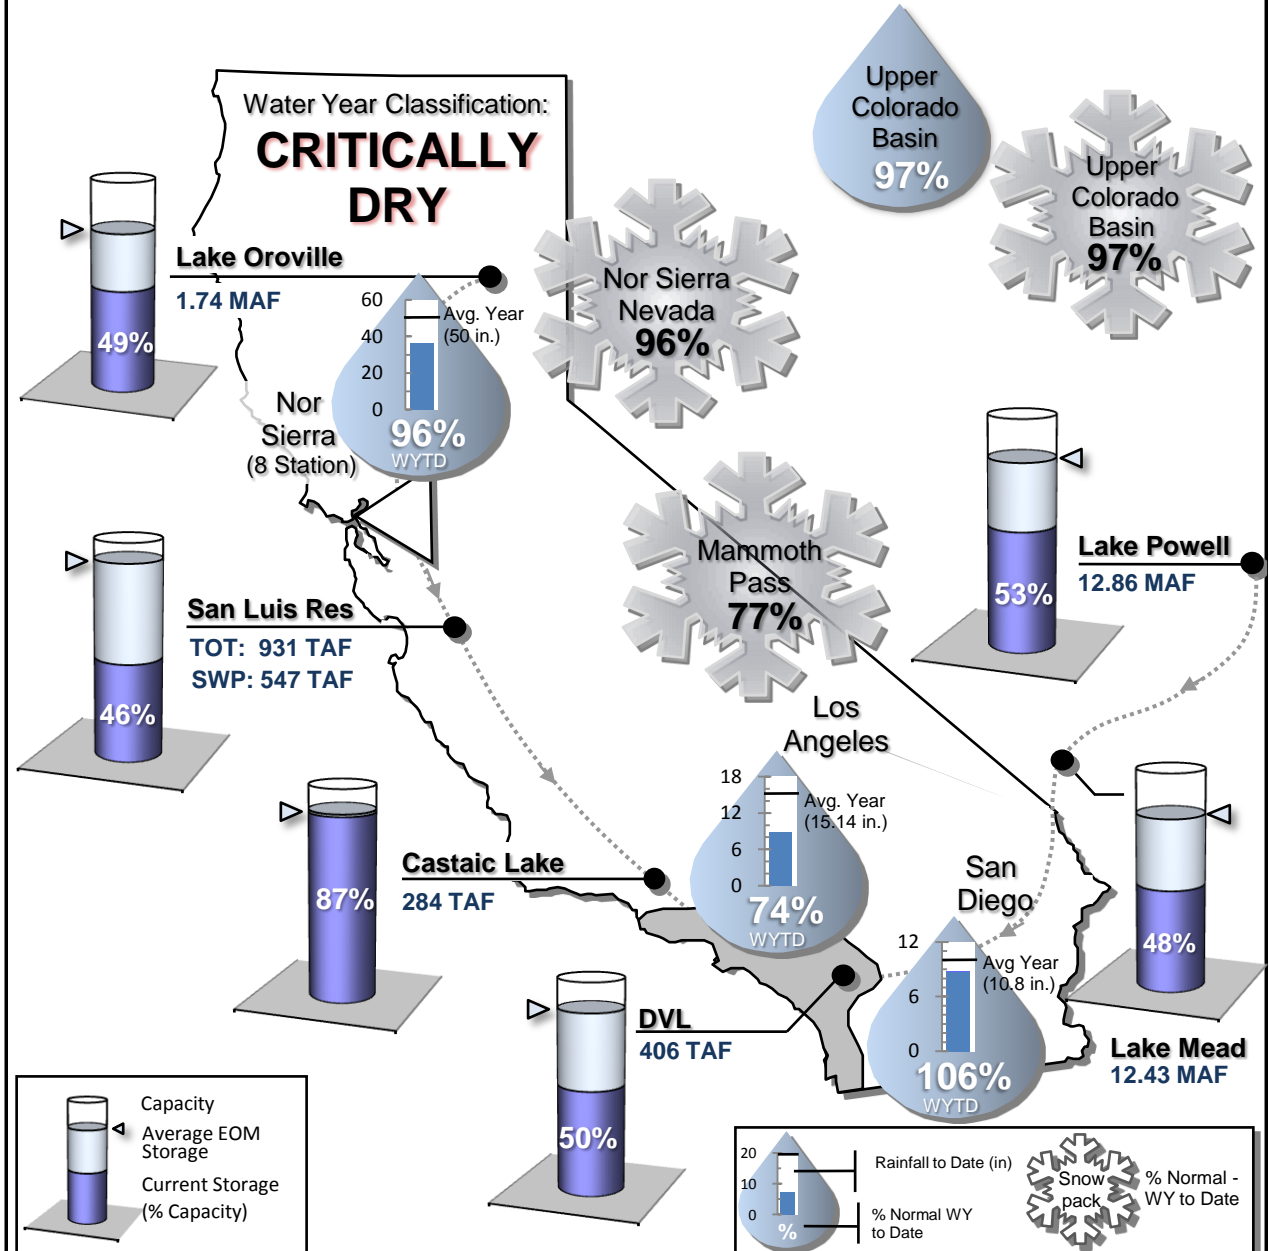 Water Year Classification:
CRITICALLY
DRY
Upper
Colorado
Basin
97%
Upper
Colorado
Basin
97%
Lake Oroville
1.74 MAF
49%
60
40
20
0
Avg. Year
(50 in.)
96%
WYTD
Nor
Sierra
(8 Station)
Nor Sierra
Nevada
96%
Mammoth
Pass
77%
Lake Powell
12.86 MAF
53%
San Luis Res
TOT: 931 TAF
SWP: 547 TAF
46%
Los
Angeles
18
12
6
0
Avg. Year
(15.14 in.)
74%
WYTD
Castaic Lake
284 TAF
87%
San
Diego
12
6
0
Avg Year
(10.8 in.)
106%
WYTD
48%
Lake Mead
12.43 MAF
DVL
406 TAF
50%
Capacity
Average EOM
Storage
Current Storage
(% Capacity)
20
10
0
%
Rainfall to Date (in)
% Normal WY
to Date
Snow
pack
% Normal -
WY to Date